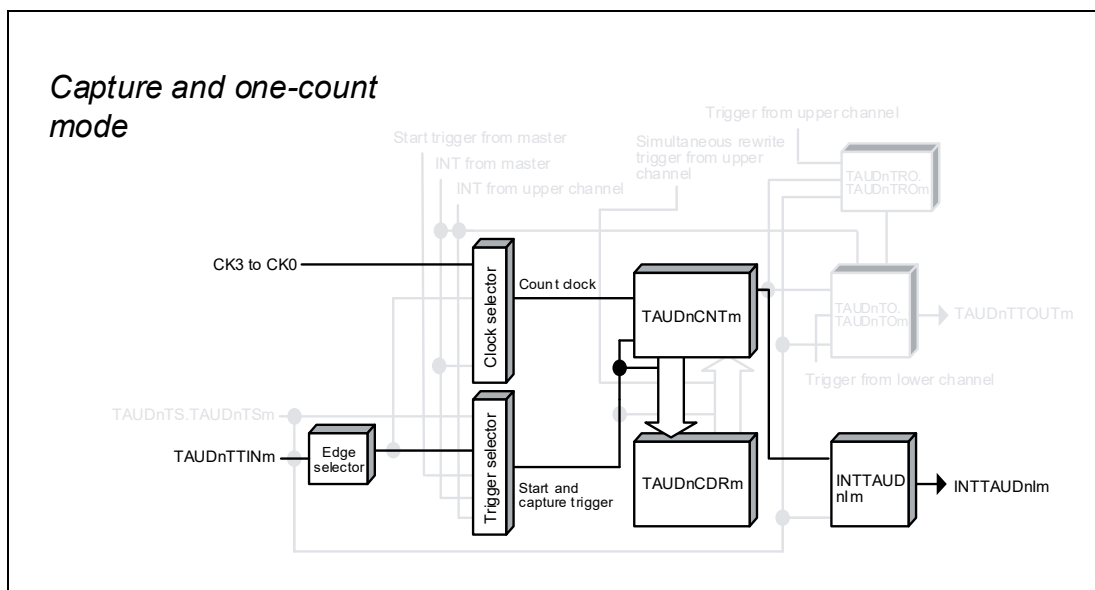 Capture and one-count
mode
Trigger from upper channel
Start trigger from master
Simultaneous rewrite
trigger from upper
channel
INT from master
INT from upper channel
TAUDnTRO.
TAUDnTROm
CK3 to CK0
Clock selector
Count clock
TAUDnCNTm
TAUDnTO.
TAUDnTOm
TAUDnTTOUTm
Trigger from lower channel
TAUDnTS.TAUDnTSm
TAUDnTTINm
Edge
selector
Trigger selector
Start and
capture trigger
TAUDnCDRm
INTTAUD
nIm
INTTAUDnIm